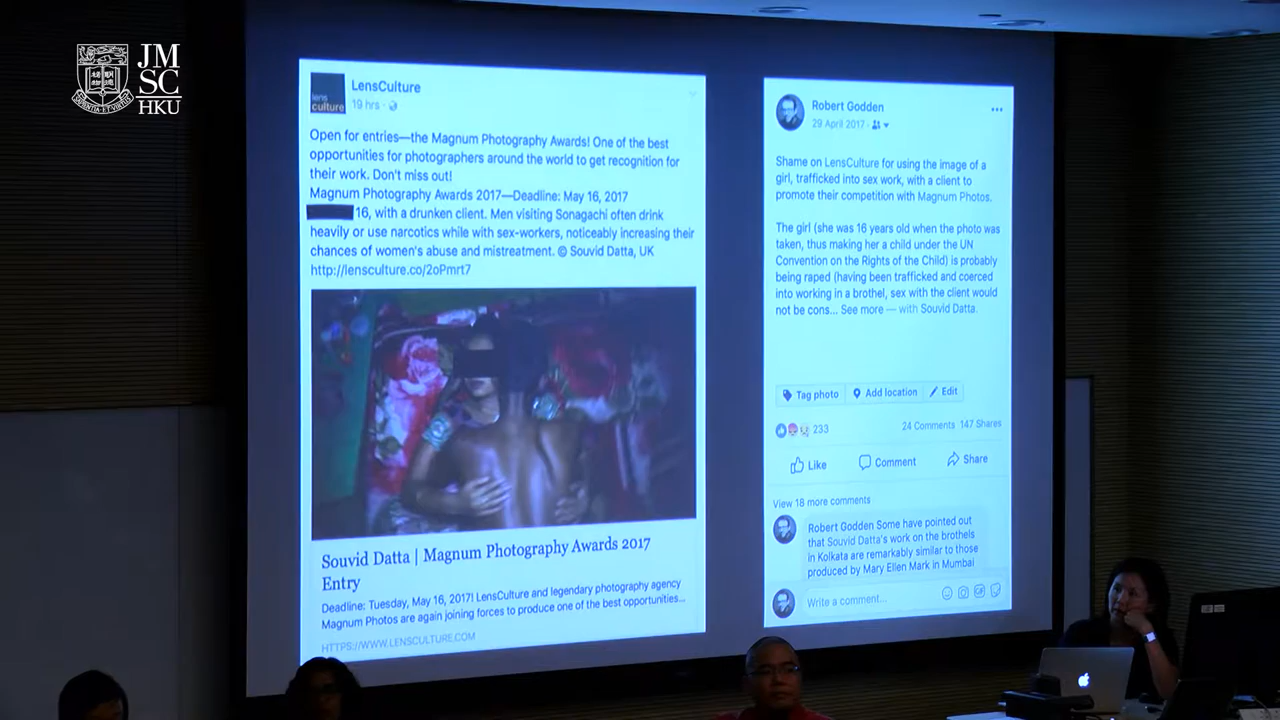 JM
SC
HKU
SAPIENTIA ET VIRTUS
lens
culture
LensCulture
19 hrs ·
Open for entries—the Magnum Photography Awards! One of the best
opportunities for photographers around the world to get recognition for
their work. Don't miss out!
Magnum Photography Awards 2017—Deadline: May 16, 2017
16, with a drunken client. Men visiting Sonagachi often drink
heavily or use narcotics while with sex-workers, noticeably increasing their
chances of women's abuse and mistreatment. © Souvid Datta, UK
http://lensculture.co/2oPmrt7
Souvid Datta | Magnum Photography Awards 2017
Entry
Deadline: Tuesday, May 16, 2017! LensCulture and legendary photography agency
Magnum Photos are again joining forces to produce one of the best opportunities...
HTTPS://WWW.LENSCULTURE.COM
Robert Godden
29 April 2017 ·
Shame on LensCulture for using the image of a
girl, trafficked into sex work, with a client to
promote their competition with Magnum Photos.
The girl (she was 16 years old when the photo was
taken, thus making her a child under the UN
Convention on the Rights of the Child) is probably
being raped (having been trafficked and coerced
into working in a brothel, sex with the client would
not be cons... See more — with Souvid Datta.
Tag photo Add location Edit
233 24 Comments 147 Shares
Like Comment Share
View 18 more comments
Robert Godden Some have pointed out
that Souvid Datta's work on the brothels
in Kolkata are remarkably similar to those
produced by Mary Ellen Mark in Mumbai
Write a comment...
GIF